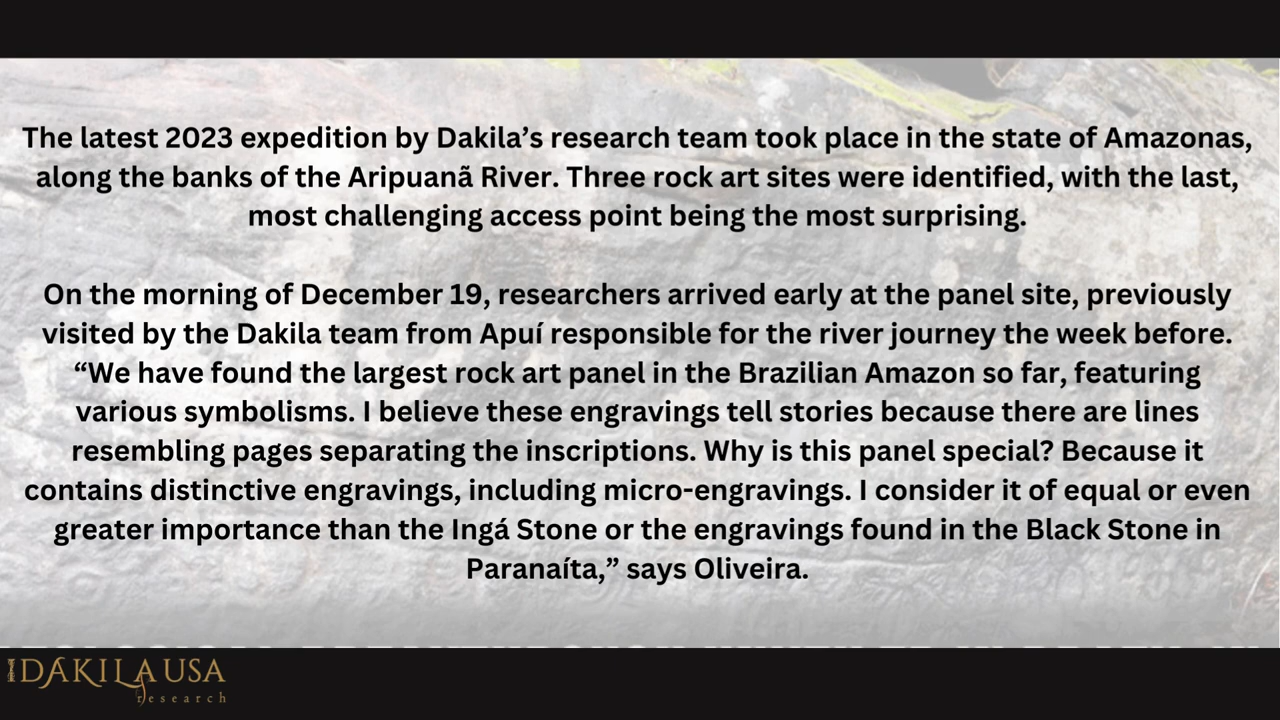 The latest 2023 expedition by Dakila’s research team took place in the state of Amazonas,
along the banks of the Aripuanã River. Three rock art sites were identified, with the last,
most challenging access point being the most surprising.
On the morning of December 19, researchers arrived early at the panel site, previously
visited by the Dakila team from Apuí responsible for the river journey the week before.
“We have found the largest rock art panel in the Brazilian Amazon so far, featuring
various symbolisms. I believe these engravings tell stories because there are lines
resembling pages separating the inscriptions. Why is this panel special? Because it
contains distinctive engravings, including micro-engravings. I consider it of equal or even
greater importance than the Ingá Stone or the engravings found in the Black Stone in
Paranaíta,” says Oliveira.
DÁKILA USA
research